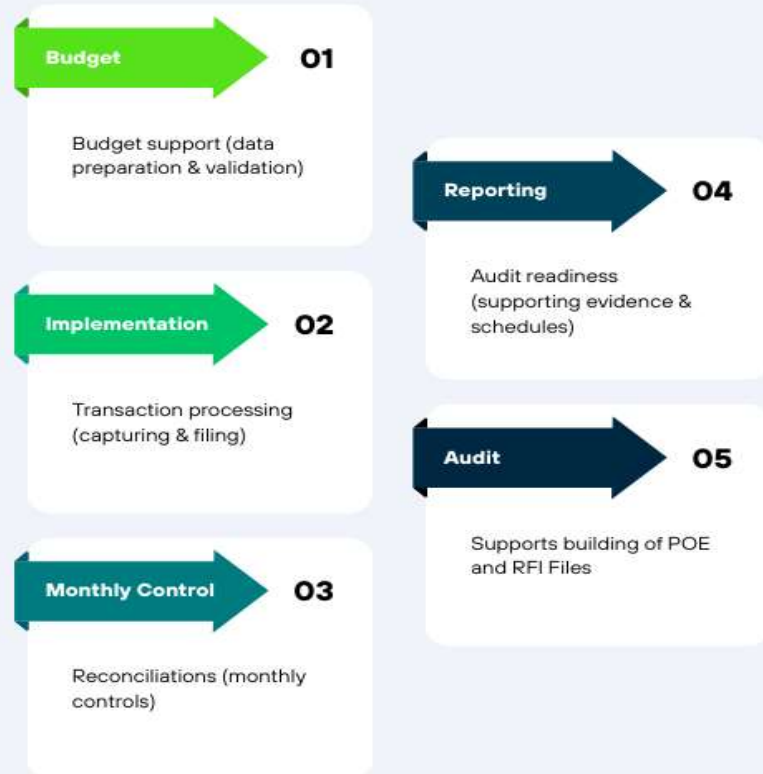 Budget
01
Budget support (data
preparation & validation)
Implementation
02
Transaction processing
(capturing & filing)
Monthly Control
03
Reconciliations (monthly
controls)
Reporting
04
Audit readiness
(supporting evidence &
schedules)
Audit
05
Supports building of POE
and RFI Files